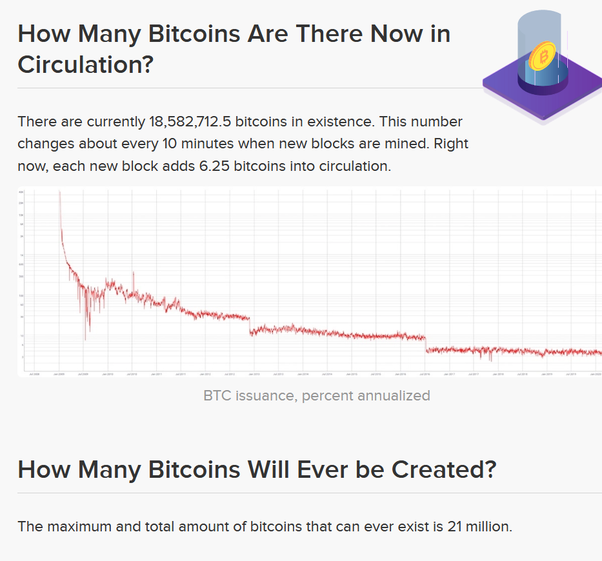 How Many Bitcoins Are There Now in
Circulation?
There are currently 18,582,712.5 bitcoins in existence. This number
changes about every 10 minutes when new blocks are mined. Right
now, each new block adds 6.25 bitcoins into circulation.
BTC issuance, percent annualized
How Many Bitcoins Will Ever be Created?
The maximum and total amount of bitcoins that can ever exist is 21 million.